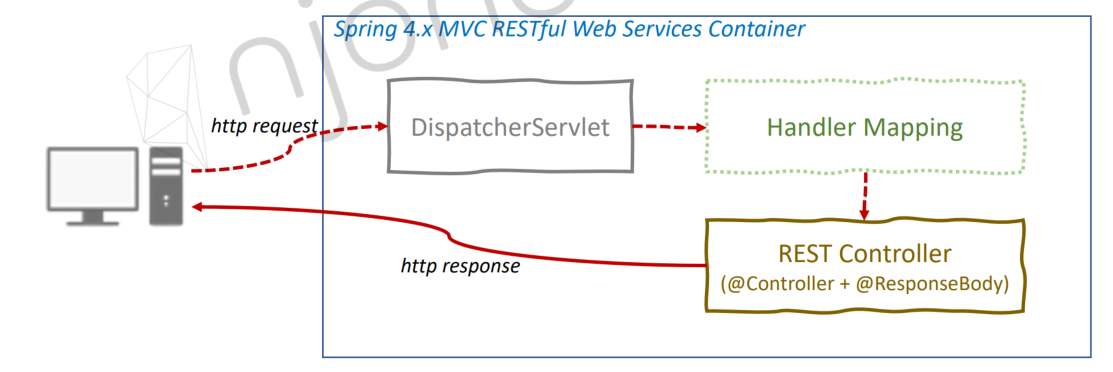 Spring 4.x MVC RESTful Web Services Container
http request
DispatcherServlet
Handler Mapping
REST Controller
(@Controller + @ResponseBody)
http response